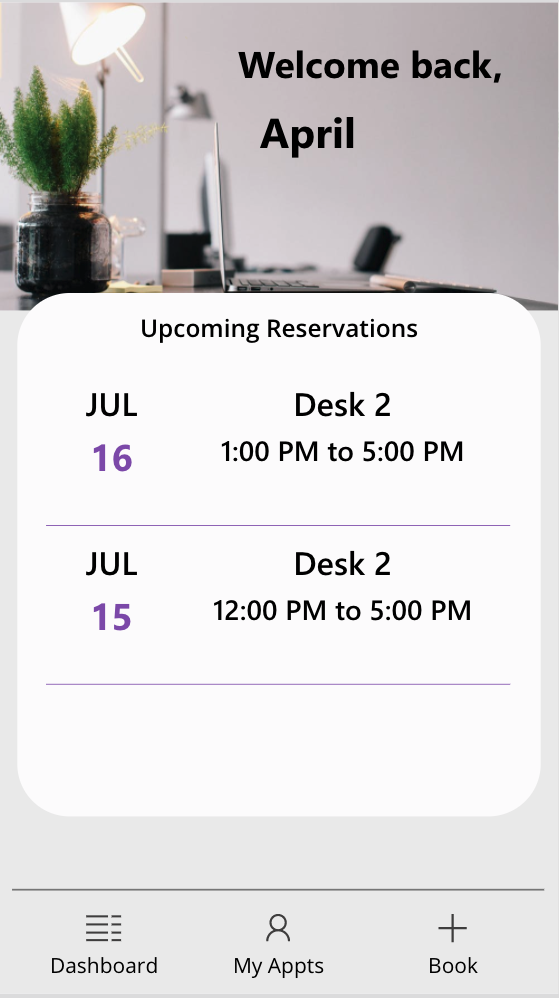 Welcome back,
April
Upcoming Reservations
JUL
16
Desk 2
1:00 PM to 5:00 PM
JUL
15
Desk 2
12:00 PM to 5:00 PM
Dashboard
My Appts
Book